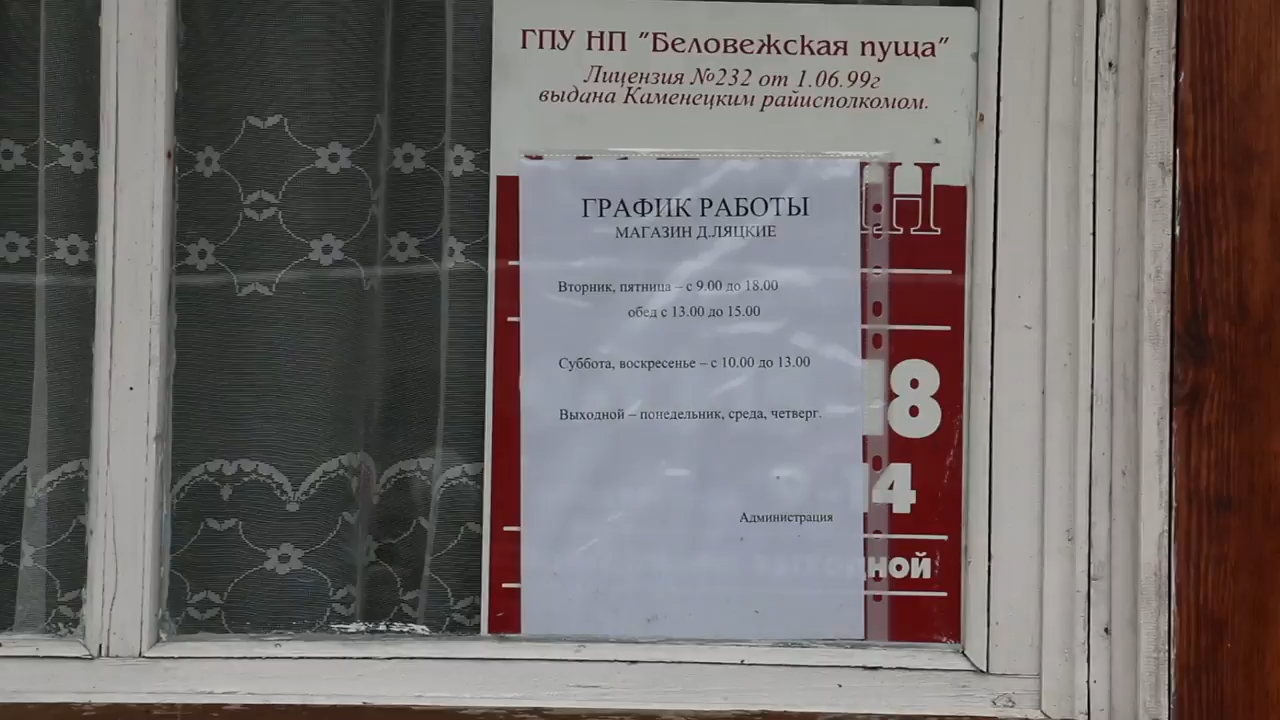 ГПУ НП "Беловежская пуща"
Лицензия №232 от 1.06.99г
выдана Каменецким райисполкомом.
ГРАФИК РАБОТЫ
МАГАЗИН Д.ЛЯЦКИЕ
Вторник, пятница – с 9.00 до 18.00
обед с 13.00 до 15.00
Суббота, воскресенье – с 10.00 до 13.00
Выходной – понедельник, среда, четверг.
Администрация
Н
18
14
ной